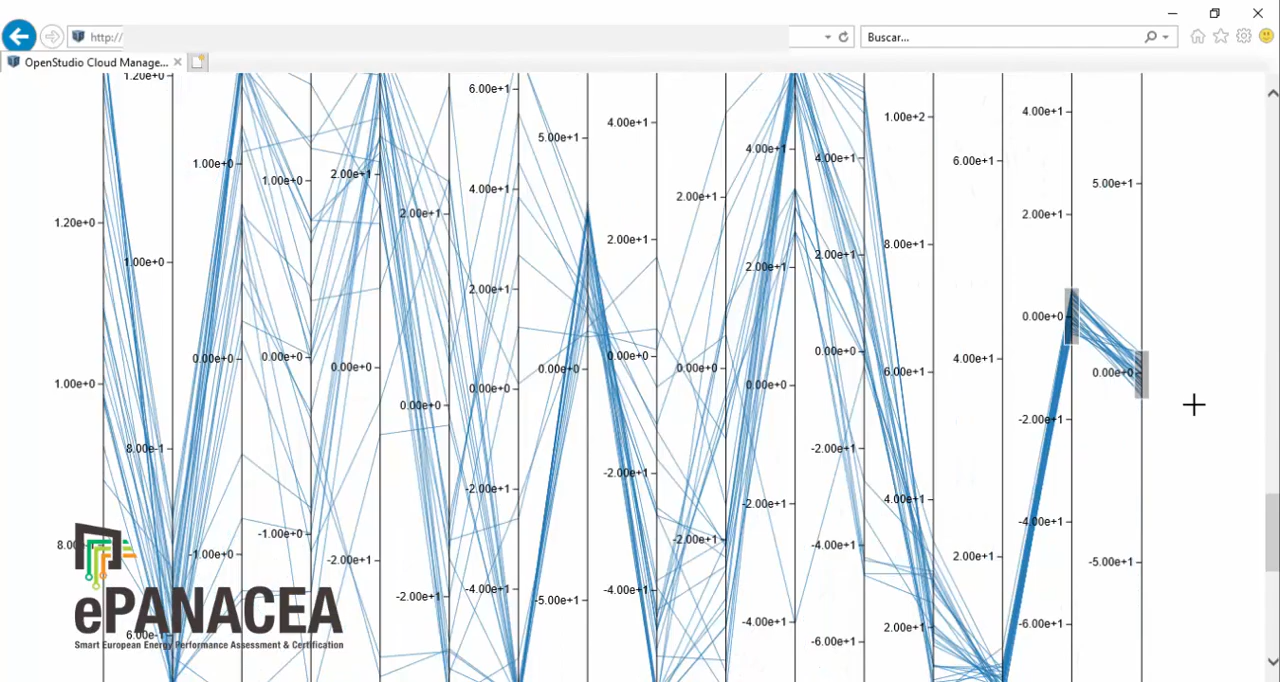 http://
Buscar...
OpenStudio Cloud Manage...
1.20e+0
6.00e+1
4.00e+1
5.00e+1
4.00e+1
1.00e+2
4.00e+1
4.00e+1
1.00e+0
1.00e+0
2.00e+1
4.00e+1
2.00e+1
6.00e+1
5.00e+1
1.20e+0
2.00e+1
2.00e+1
2.00e+1
2.00e+1
8.00e+1
2.00e+1
1.00e+0
2.00e+1
0.00e+0
1.00e+0
0.00e+0
0.00e+0
0.00e+0
0.00e+0
0.00e+0
0.00e+0
0.00e+0
0.00e+0
0.00e+0
6.00e+1
4.00e+1
0.00e+0
0.00e+0
8.00e-1
-2.00e+1
-2.00e+1
-2.00e+1
-2.00e+1
-2.00e+1
4.00e+1
-4.00e+1
-1.00e+0
-2.00e+1
-1.00e+0
-2.00e+1
-4.00e+1
2.00e+1
-5.00e+1
-2.00e+1
-4.00e+1
-5.00e+1
-4.00e+1
-4.00e+1
6.00e-1
-6.00e+1
2.00e+1
-6.00e+1
ePANACEA
Smart European Energy Performance Assessment & Certification